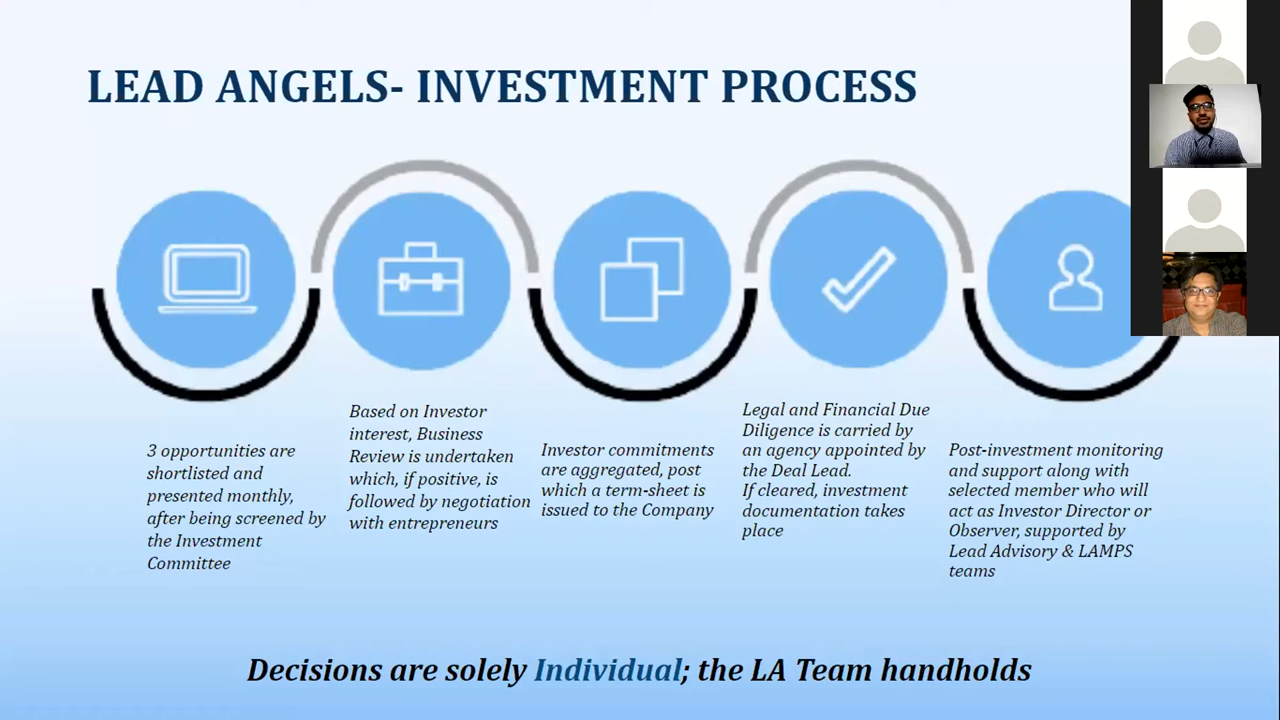 LEAD ANGELS- INVESTMENT PROCESS
3 opportunities are
shortlisted and
presented monthly,
after being screened by
the Investment
Committee
Based on Investor
interest, Business
Review is undertaken
which, if positive, is
followed by negotiation
with entrepreneurs
Investor commitments
are aggregated, post
which a term-sheet is
issued to the Company
Legal and Financial Due
Diligence is carried by
an agency appointed by
the Deal Lead.
If cleared, investment
documentation takes
place
Post-investment monitoring
and support along with
selected member who will
act as Investor Director or
Observer, supported by
Lead Advisory & LAMPS
teams
Decisions are solely Individual; the LA Team handholds